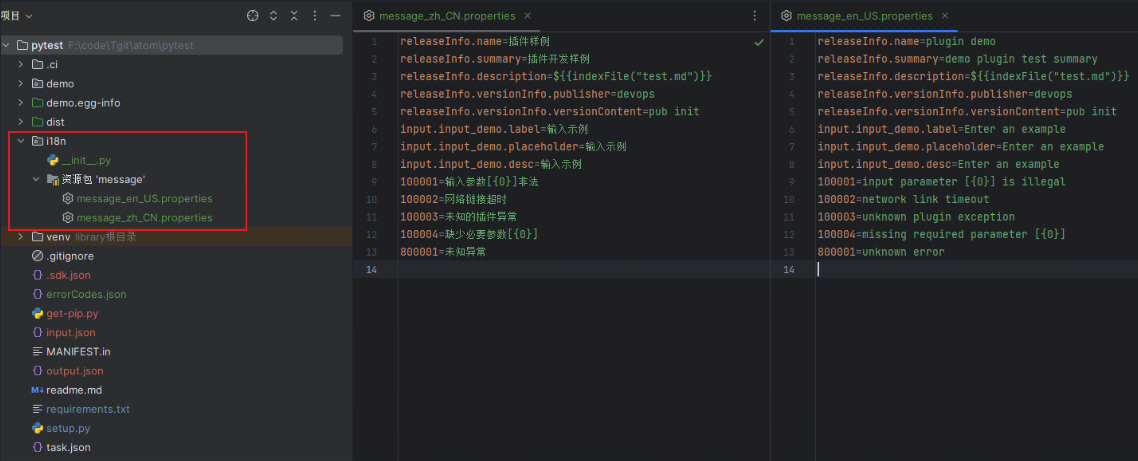 项目
pytest F:\code\Tgit\atom\pytest
.ci
demo
demo.egg-info
dist
i18n
__init__.py
资源包 'message'
message_en_US.properties
message_zh_CN.properties
venv library根目录
.gitignore
.sdk.json
errorCodes.json
get-pip.py
input.json
MANIFEST.in
output.json
readme.md
requirements.txt
setup.py
task.json
message_zh_CN.properties
1 releaseInfo.name=插件样例
2 releaseInfo.summary=插件开发样例
3 releaseInfo.description=${{indexFile("test.md")}}
4 releaseInfo.versionInfo.publisher=devops
5 releaseInfo.versionInfo.versionContent=pub init
6 input.input_demo.label=输入示例
7 input.input_demo.placeholder=输入示例
8 input.input_demo.desc=输入示例
9 100001=输入参数[{0}]非法
10 100002=网络链接超时
11 100003=未知的插件异常
12 100004=缺少必要参数[{0}]
13 800001=未知异常
14
message_en_US.properties
1 releaseInfo.name=plugin demo
2 releaseInfo.summary=demo plugin test summary
3 releaseInfo.description=${{indexFile("test.md")}}
4 releaseInfo.versionInfo.publisher=devops
5 releaseInfo.versionInfo.versionContent=pub init
6 input.input_demo.label=Enter an example
7 input.input_demo.placeholder=Enter an example
8 input.input_demo.desc=Enter an example
9 100001=input parameter [{0}] is illegal
10 100002=network link timeout
11 100003=unknown plugin exception
12 100004=missing required parameter [{0}]
13 800001=unknown error
14